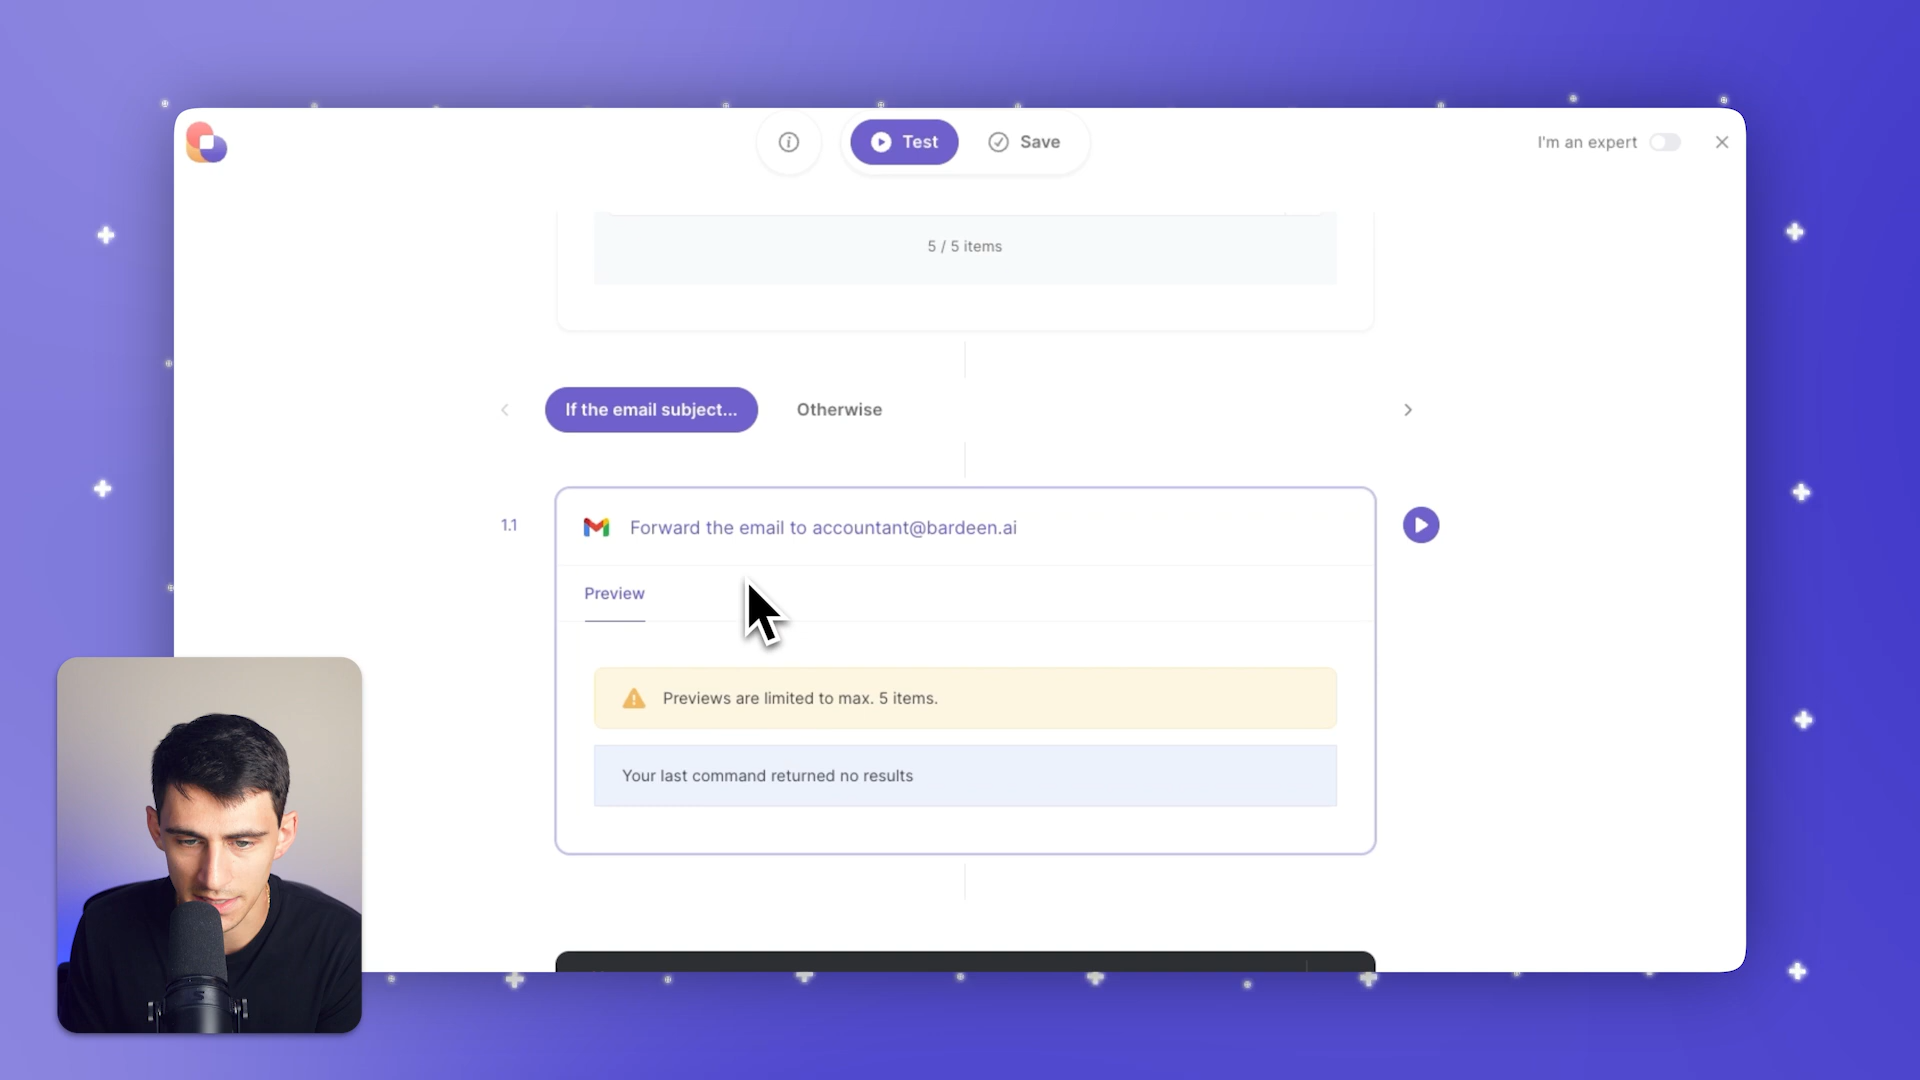 Test
Save
I'm an expert
5 / 5 items
If the email subject...
Otherwise
1.1
Forward the email to accountant@bardeen.ai
Preview
Previews are limited to max. 5 items.
Your last command returned no results